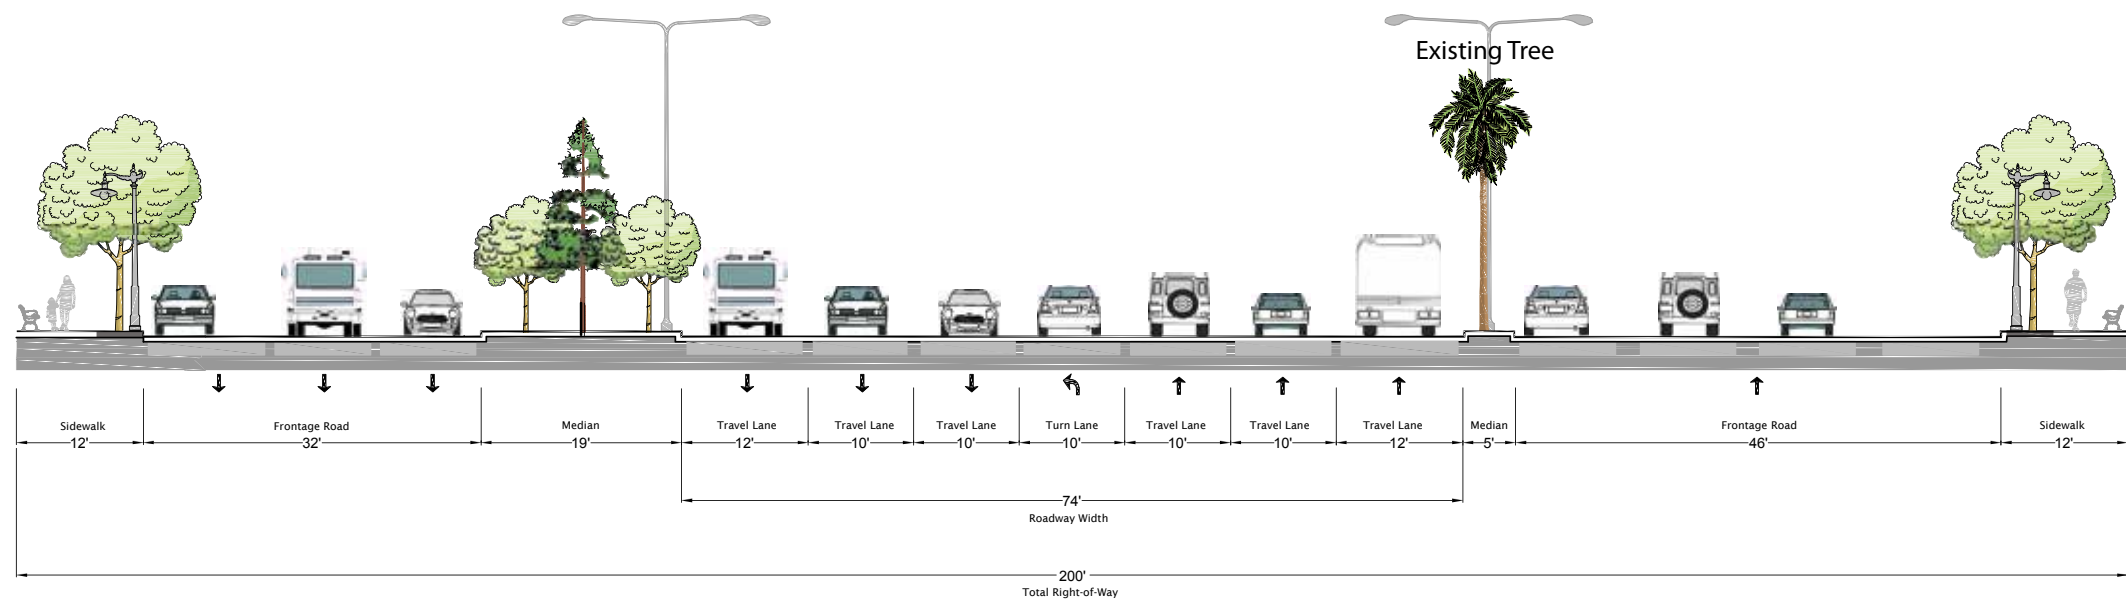 Existing Tree
Sidewalk
12'
Frontage Road
32'
Median
19'
Travel Lane
12'
Travel Lane
10'
Travel Lane
10'
Turn Lane
10'
Travel Lane
10'
Travel Lane
10'
Travel Lane
12'
Median
5'
Frontage Road
46'
Sidewalk
12'
74'
Roadway Width
200'
Total Right-of-Way